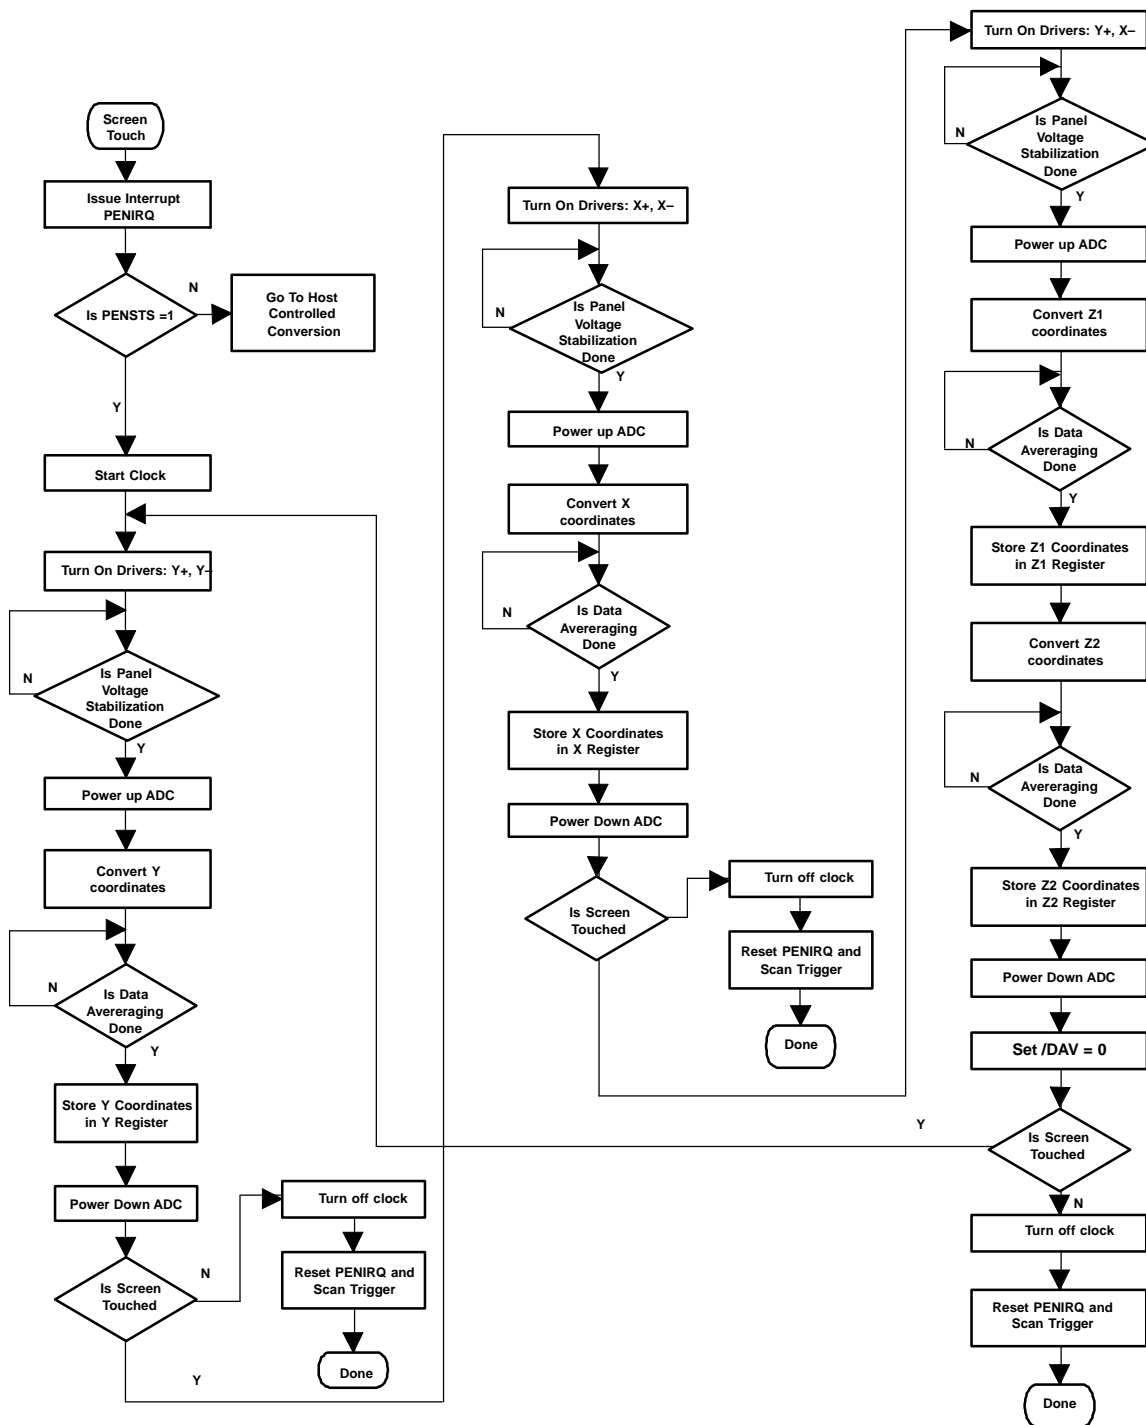 Screen
Touch
Issue Interrupt
PENIRQ
Is PENSTS =1
N
Go To Host
Controlled
Conversion
Y
Start Clock
Turn On Drivers: Y+, Y–
N
Is Panel
Voltage
Stabilization
Done
Y
Power up ADC
Convert Y
coordinates
N
Is Data
Avereraging
Done
Y
Store Y Coordinates
in Y Register
Power Down ADC
Is Screen
Touched
N
Turn off clock
Reset PENIRQ and
Scan Trigger
Done
Y
Turn On Drivers: X+, X–
N
Is Panel
Voltage
Stabilization
Done
Y
Power up ADC
Convert X
coordinates
N
Is Data
Avereraging
Done
Y
Store X Coordinates
in X Register
Power Down ADC
Is Screen
Touched
Turn off clock
Reset PENIRQ and
Scan Trigger
Done
Turn On Drivers: Y+, X–
N
Is Panel
Voltage
Stabilization
Done
Y
Power up ADC
Convert Z1
coordinates
N
Is Data
Avereraging
Done
Y
Store Z1 Coordinates
in Z1 Register
Convert Z2
coordinates
N
Is Data
Avereraging
Done
Y
Store Z2 Coordinates
in Z2 Register
Power Down ADC
Set /DAV = 0
Y
Is Screen
Touched
N
Turn off clock
Reset PENIRQ and
Scan Trigger
Done